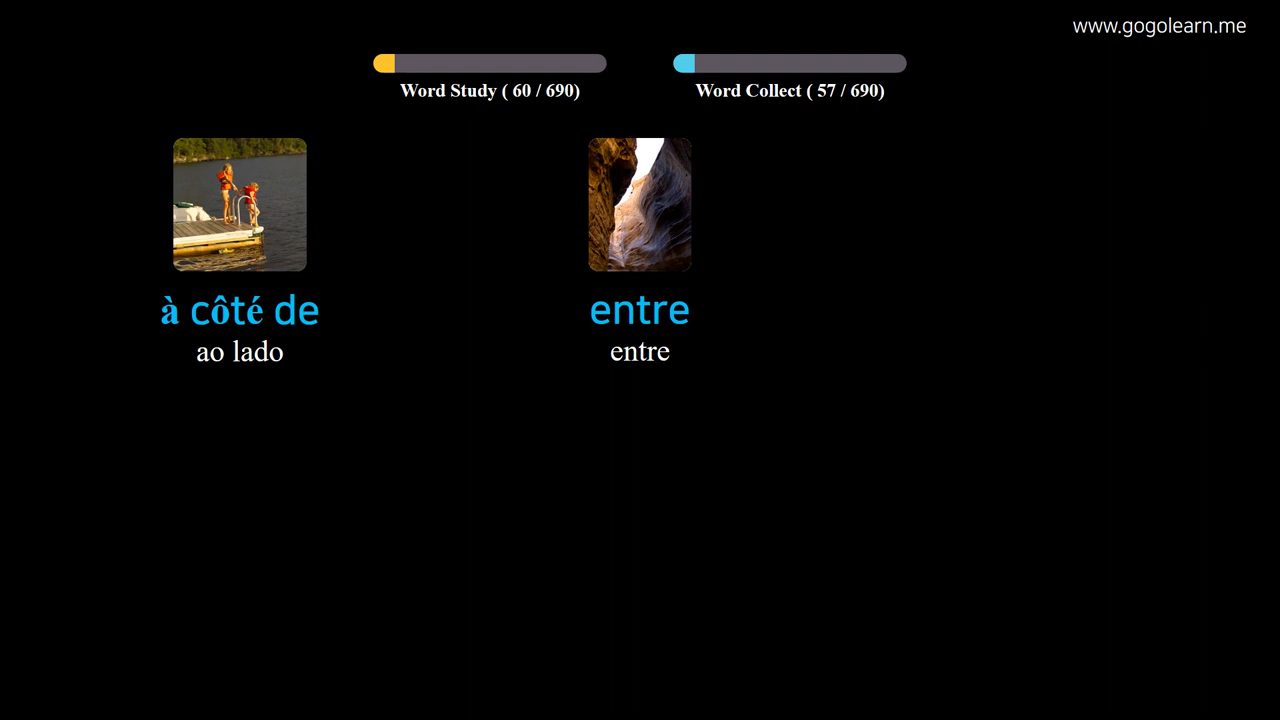 www.gogolearn.me
Word Study ( 60 / 690)
Word Collect ( 57 / 690)
à côté de
ao lado
entre
entre